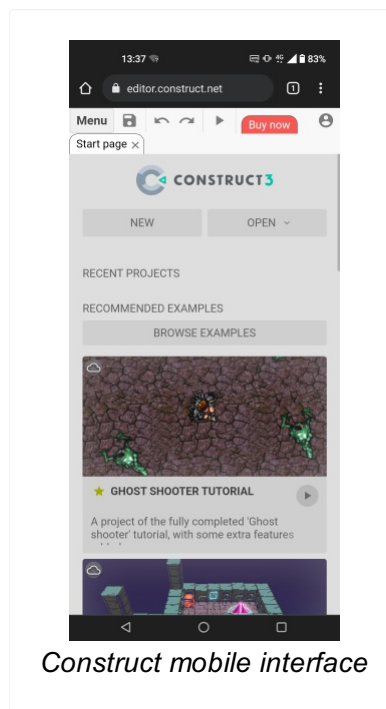 13:37
83%
editor.construct.net
1
Menu
Buy now
Start page
CONSTRUCT3
NEW
OPEN
RECENT PROJECTS
RECOMMENDED EXAMPLES
BROWSE EXAMPLES
GHOST SHOOTER TUTORIAL
A project of the fully completed 'Ghost
shooter' tutorial, with some extra features
Construct mobile interface